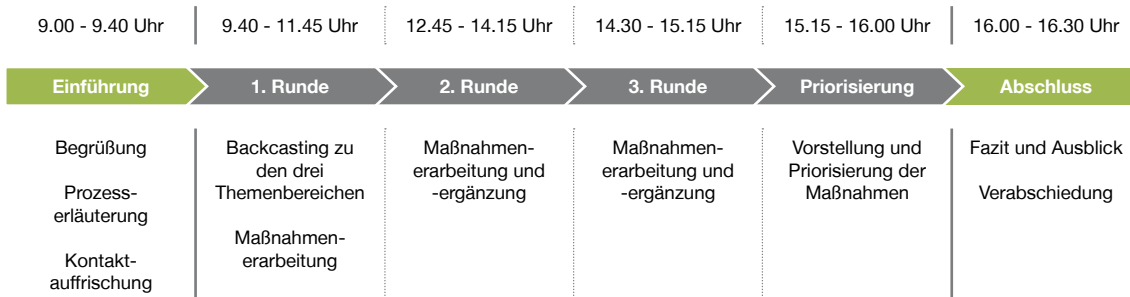 9.00 - 9.40 Uhr
9.40 - 11.45 Uhr
12.45 - 14.15 Uhr
14.30 - 15.15 Uhr
15.15 - 16.00 Uhr
16.00 - 16.30 Uhr
Einführung
1. Runde
2. Runde
3. Runde
Priorisierung
Abschluss
Begrüßung
Prozess-
erläuterung
Kontakt-
auffrischung
Backcasting zu
den drei
Themenbereichen
Maßnahmen-
erarbeitung
Maßnahmen-
erarbeitung und
-ergänzung
Maßnahmen-
erarbeitung und
-ergänzung
Vorstellung und
Priorisierung der
Maßnahmen
Fazit und Ausblick
Verabschiedung